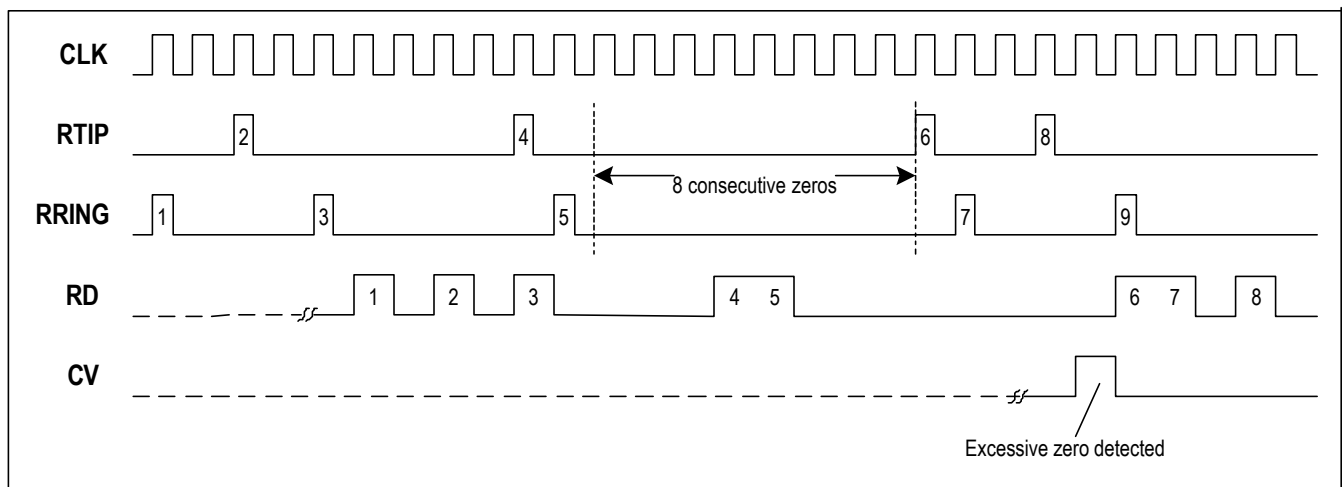 CLK
RTIP 2 4 6 8
8 consecutive zeros
RRING 1 3 5 7 9
RD 1 2 3 4 5 6 7 8
CV
Excessive zero detected